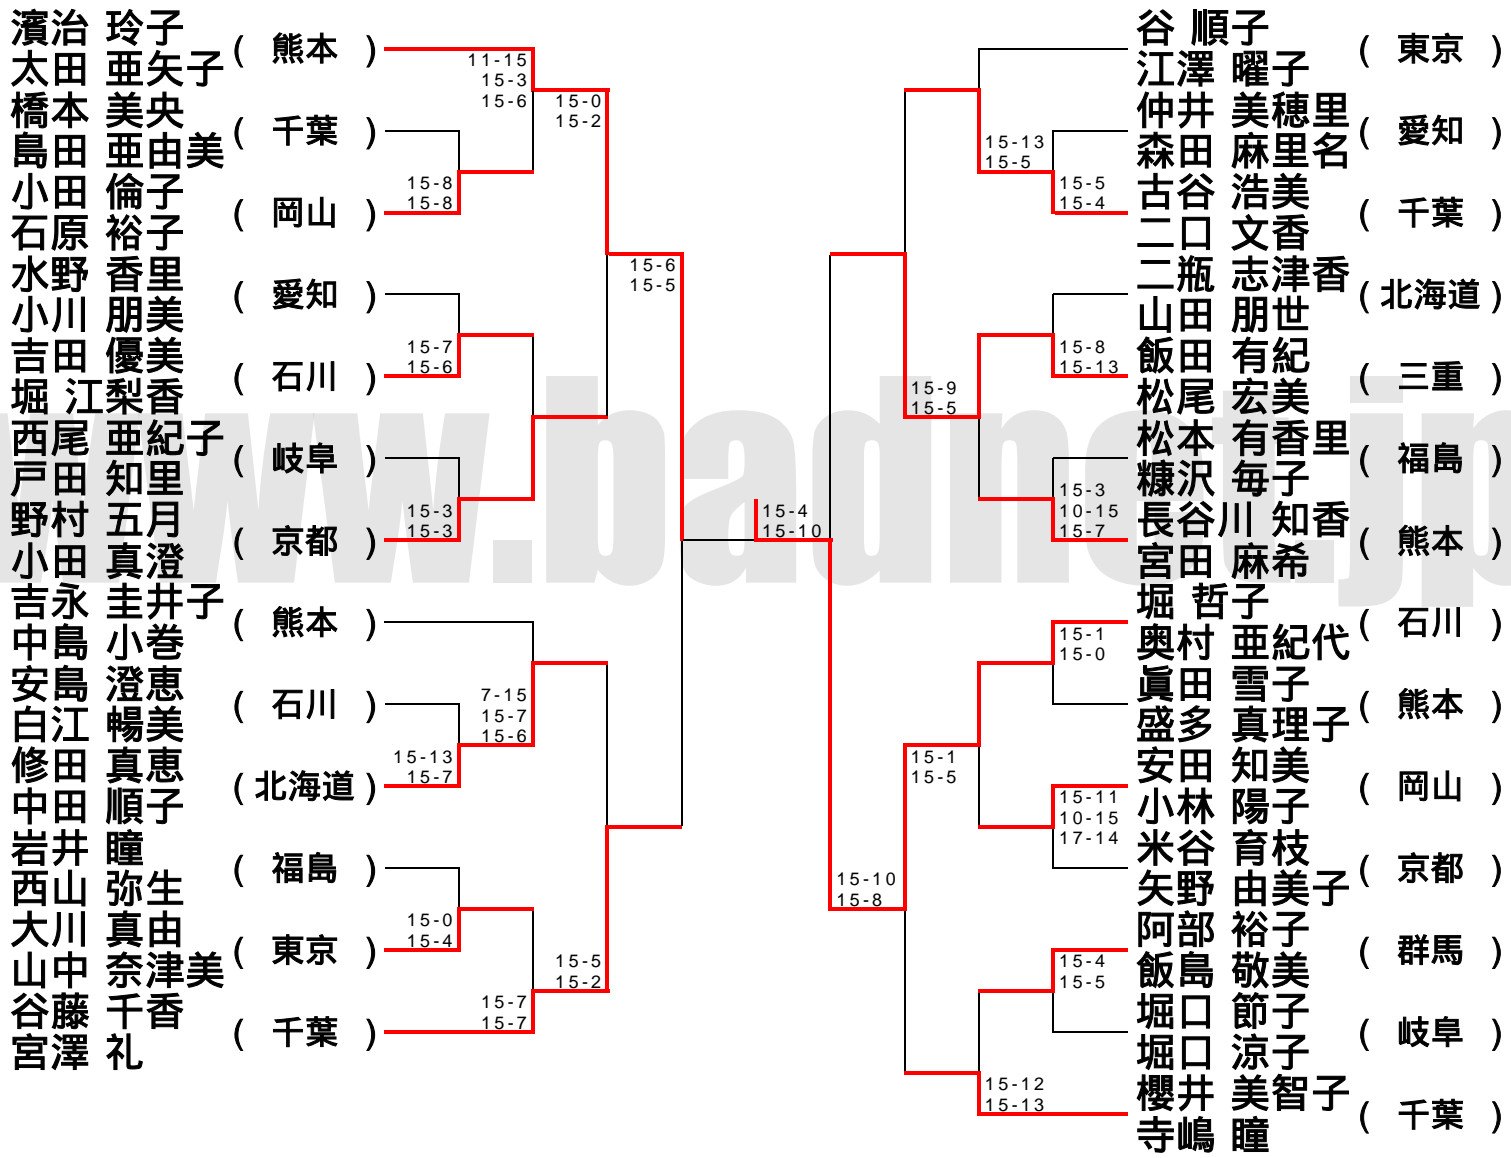 濱治 玲子
太田 亜矢子
( 熊本 )
橋本 美央
島田 亜由美
( 千葉 )
小田 倫子
石原 裕子
( 岡山 )
水野 香里
小川 朋美
( 愛知 )
吉田 優美
堀 江梨香
( 石川 )
西尾 亜紀子
戸田 知里
( 岐阜 )
野村 五月
小田 真澄
( 京都 )
吉永 圭井子
中島 小巻
( 熊本 )
安島 澄恵
白江 暢美
( 石川 )
修田 真恵
中田 順子
( 北海道 )
岩井 瞳
西山 弥生
( 福島 )
大川 真由
山中 奈津美
( 東京 )
谷藤 千香
宮澤 礼
( 千葉 )
11-15
15-3
15-6
15-0
15-2
15-8
15-8
15-6
15-5
15-7
15-6
15-3
15-3
7-15
15-7
15-6
15-13
15-7
15-0
15-4
15-5
15-2
15-7
15-7
15-4
15-10
15-13
15-5
15-5
15-4
15-8
15-13
15-9
15-5
15-3
10-15
15-7
15-1
15-0
15-1
15-5
15-11
10-15
17-14
15-10
15-8
15-4
15-5
15-12
15-13
谷 順子
江澤 曜子
( 東京 )
仲井 美穂里
森田 麻里名
( 愛知 )
古谷 浩美
二口 文香
( 千葉 )
二瓶 志津香
山田 朋世
( 北海道 )
飯田 有紀
松尾 宏美
( 三重 )
松本 有香里
糠沢 毎子
( 福島 )
長谷川 知香
宮田 麻希
( 熊本 )
堀 哲子
奥村 亜紀代
( 石川 )
眞田 雪子
盛多 真理子
( 熊本 )
安田 知美
小林 陽子
( 岡山 )
米谷 育枝
矢野 由美子
( 京都 )
阿部 裕子
飯島 敬美
( 群馬 )
堀口 節子
堀口 涼子
( 岐阜 )
櫻井 美智子
寺嶋 瞳
( 千葉 )
www.badnet.jp